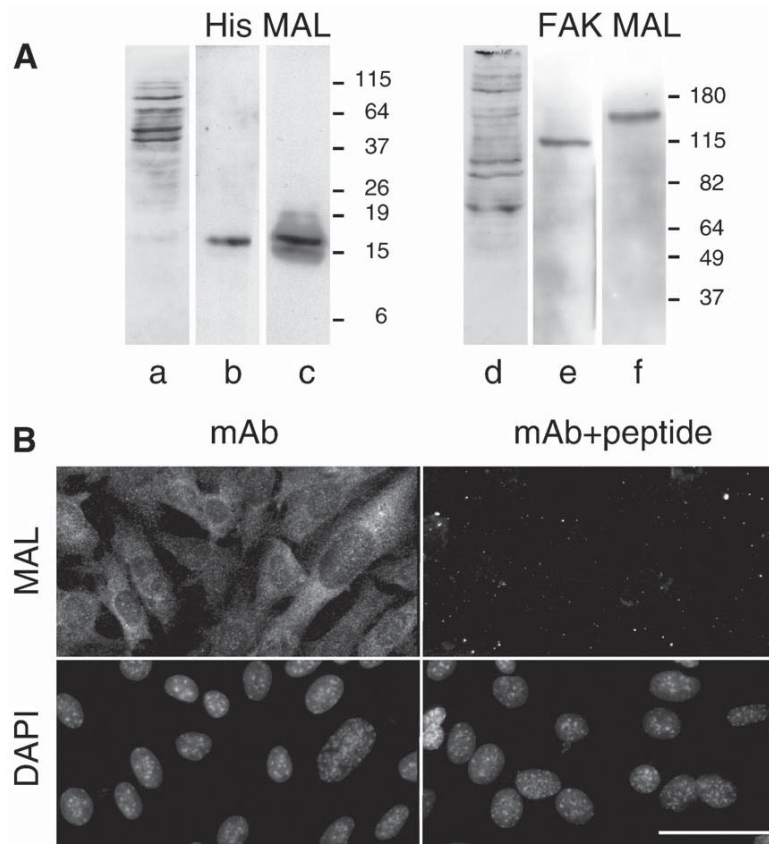 His MAL
FAK MAL
A
115
64
37
26
19
15
6
180
115
82
64
49
37
a b c
d e f
B
mAb
mAb+peptide
MAL
DAPI